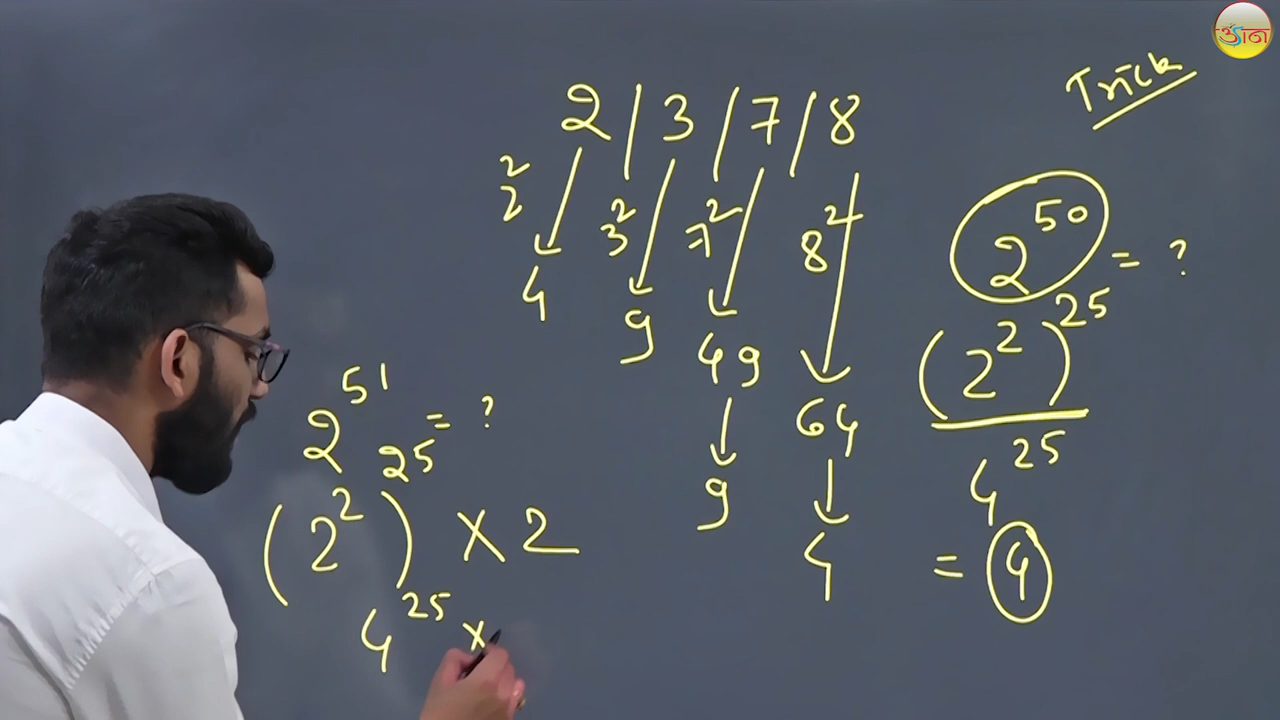 ज्ञान
Trick
2 / 3 / 7 / 8
2² 3² 7² 8²
4 9 49 64
9 4
2⁵⁰ = ?
(2²)²⁵
4²⁵
= 4
2⁵¹ = ?
(2²)²⁵ × 2
4²⁵ ×